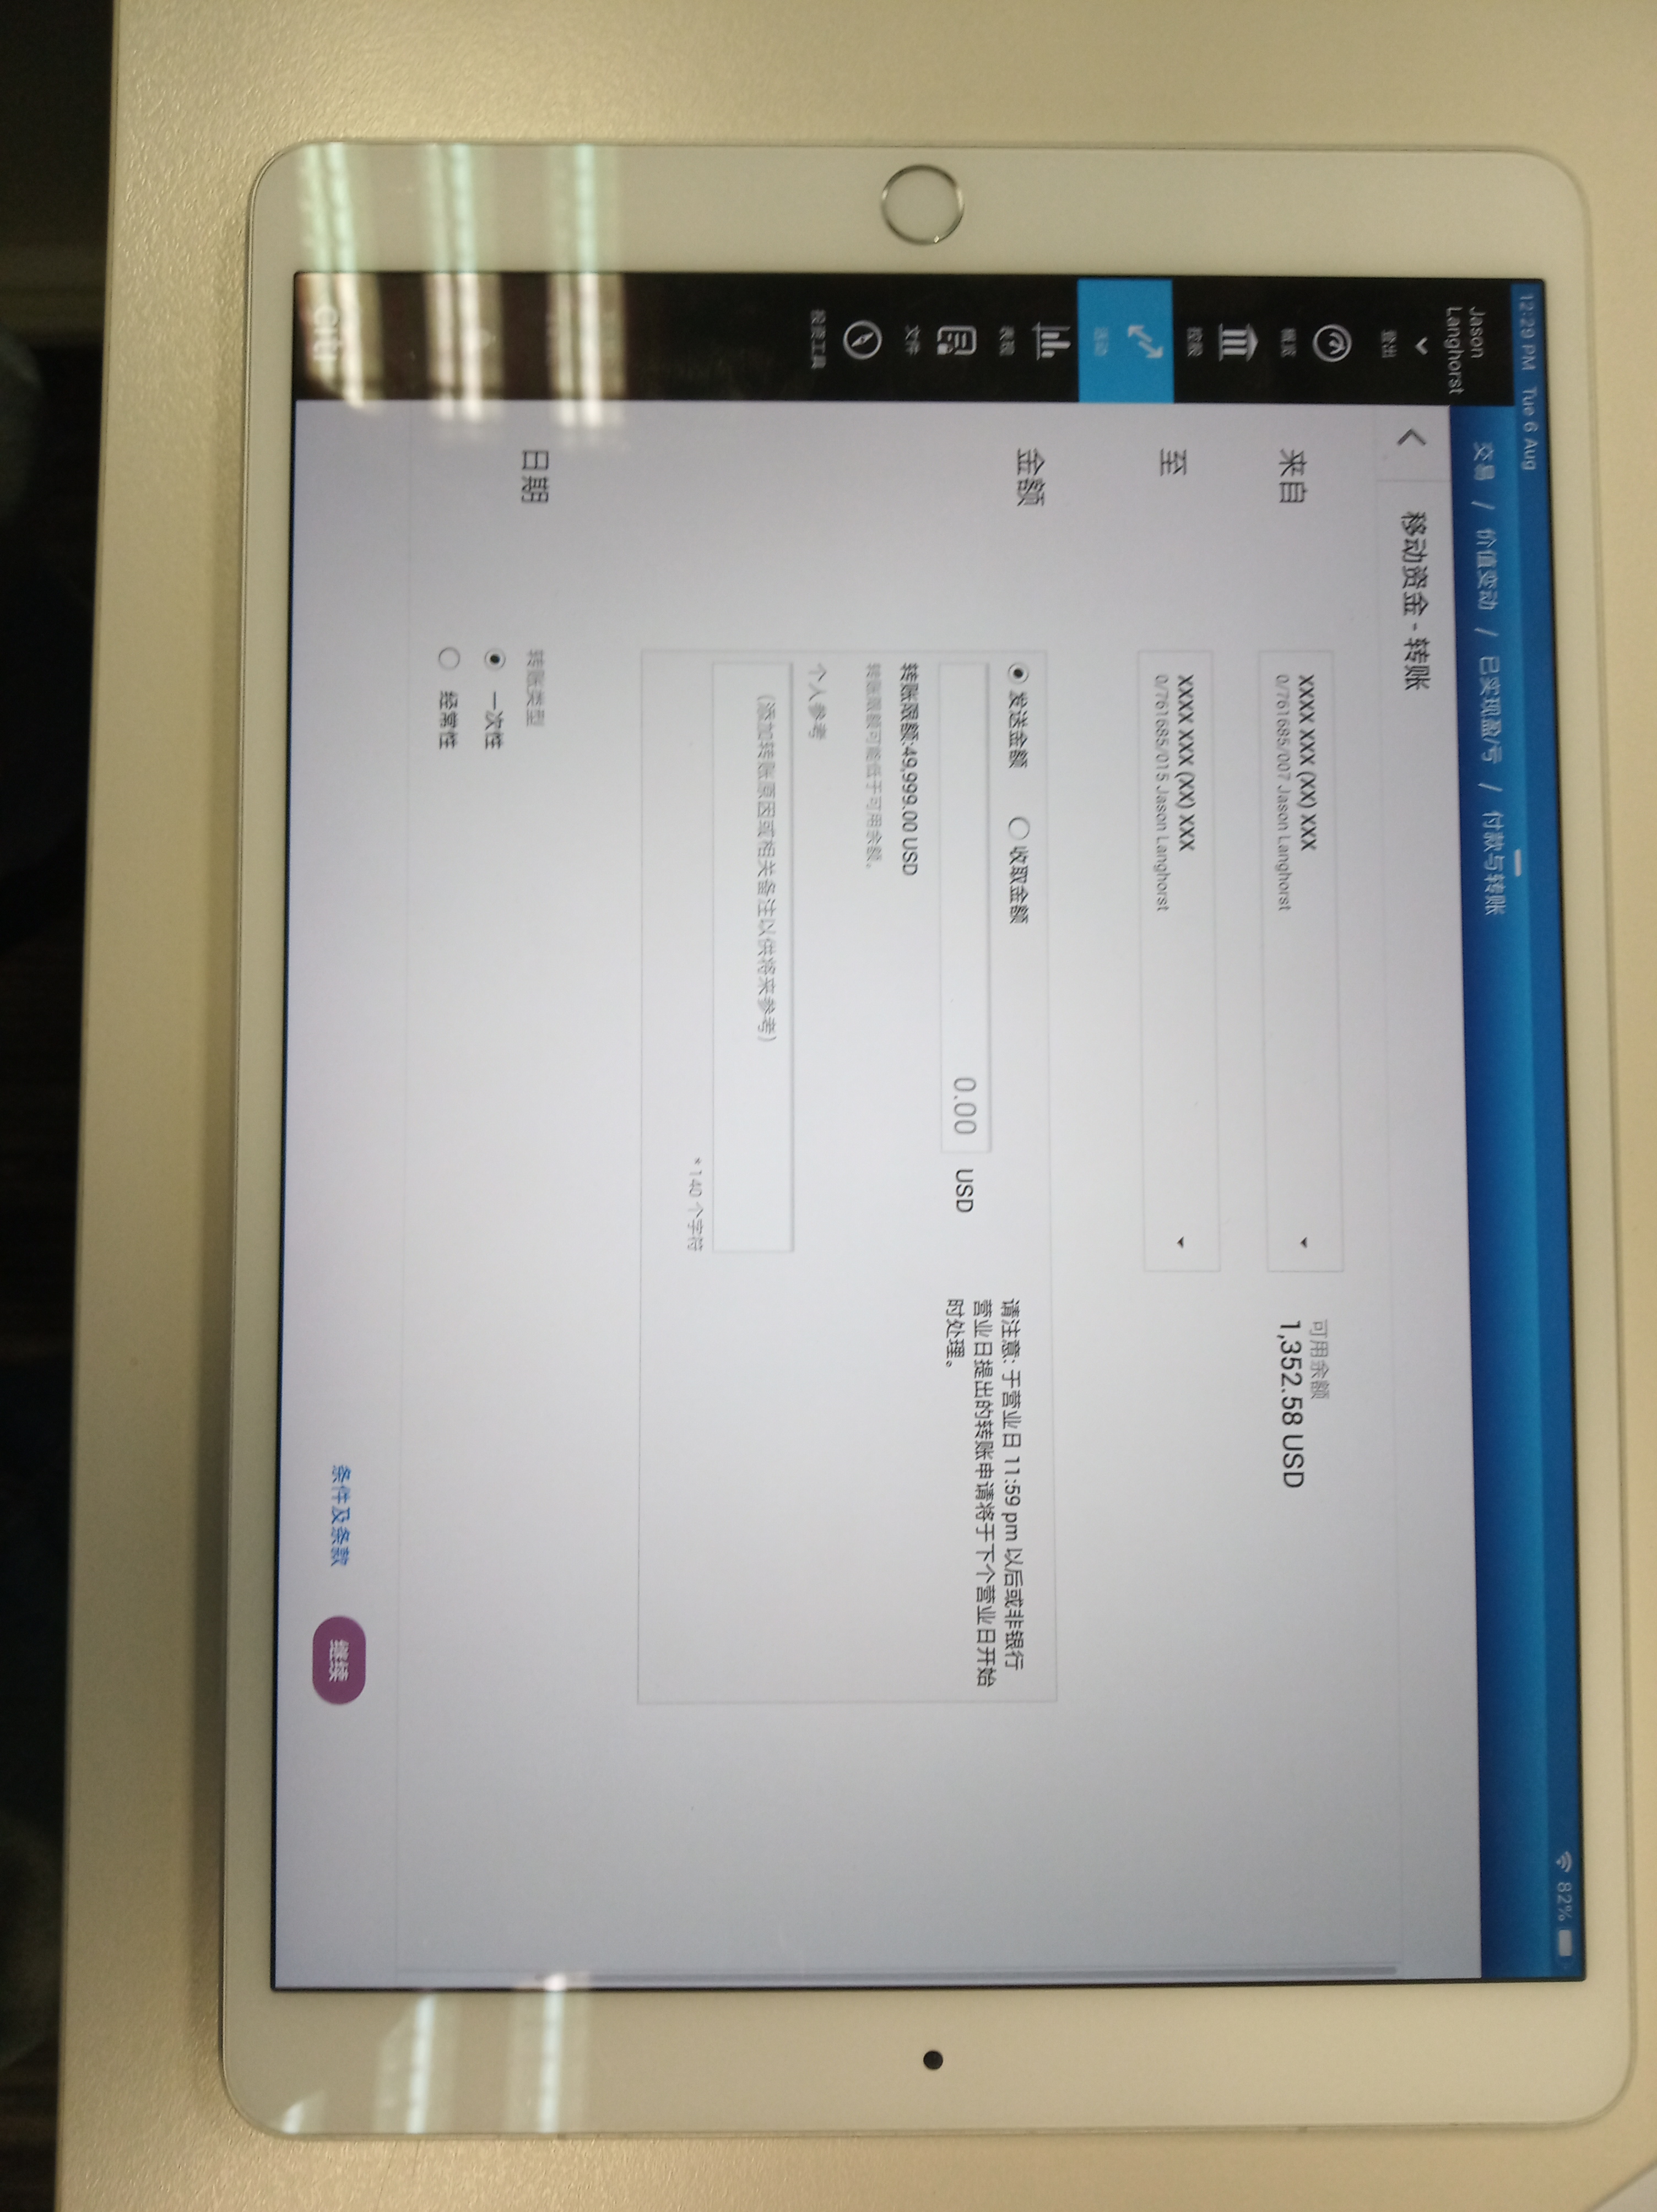 12:29 PM Tue 6 Aug
82%
Jason
Langhorst
登出
概览
控股
活动
表现
文件
投资工具
citi
交易 / 价值变动 / 已实现盈/亏 / 付款与转账
移动资金 - 转账
来自
XXXX XXX (XX) XXX
0/761685/007 Jason Langhorst
可用余额
1,352.58 USD
至
XXXX XXX (XX) XXX
0/761685/015 Jason Langhorst
金额
发送金额 收取金额
0.00 USD
转账限额:49,999.00 USD
转账限额可能低于可用余额。
请注意: 于营业日 11:59 pm 以后或非银行
营业日提出的转账申请将于下个营业日开始
时处理。
个人参考
(添加转账原因或相关备注以供将来参考)
* 140 个字符
日期
转账类型
一次性
经常性
条件及条款
继续